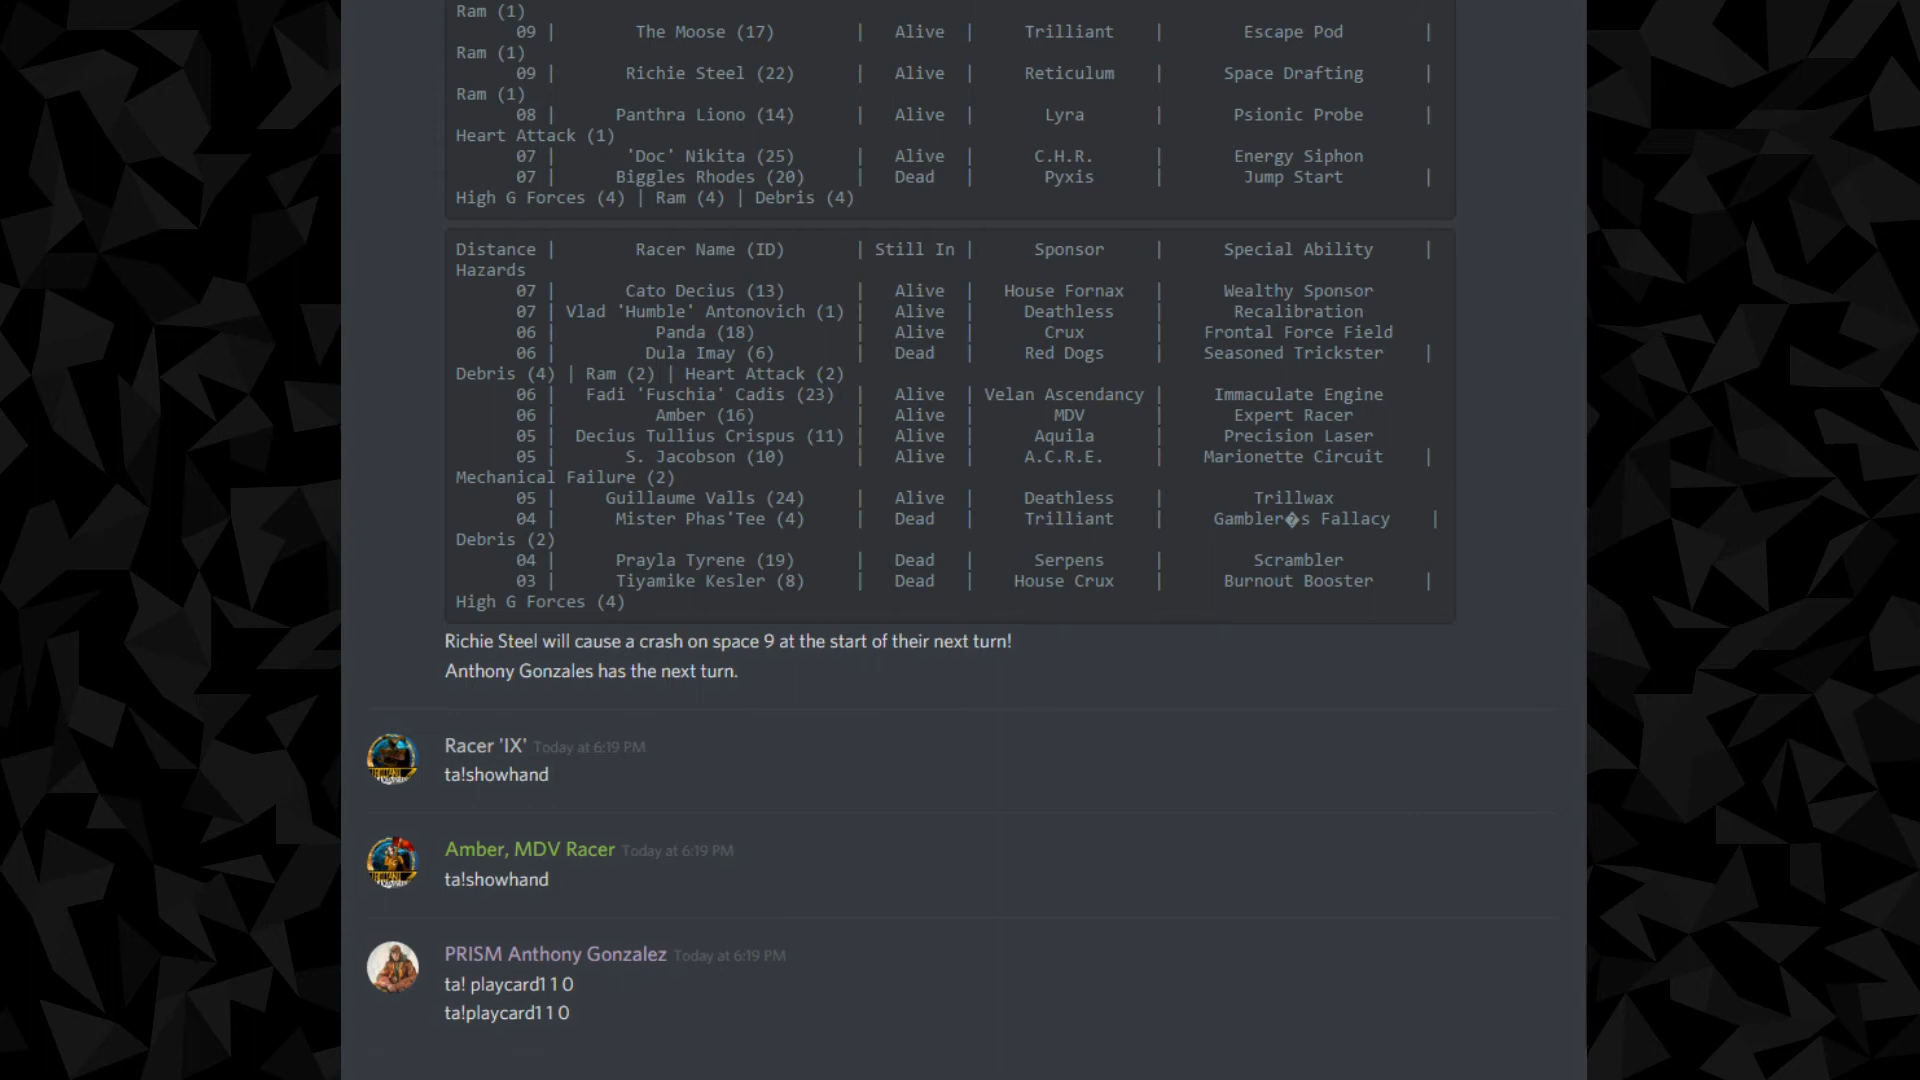 Ram (1)
09 | The Moose (17) | Alive | Trilliant | Escape Pod |
Ram (1)
09 | Richie Steel (22) | Alive | Reticulum | Space Drafting |
Ram (1)
08 | Panthra Liono (14) | Alive | Lyra | Psionic Probe |
Heart Attack (1)
07 | 'Doc' Nikita (25) | Alive | C.H.R. | Energy Siphon
07 | Biggles Rhodes (20) | Dead | Pyxis | Jump Start |
High G Forces (4) | Ram (4) | Debris (4)
Distance | Racer Name (ID) | Still In | Sponsor | Special Ability |
Hazards
07 | Cato Decius (13) | Alive | House Fornax | Wealthy Sponsor
07 | Vlad 'Humble' Antonovich (1) | Alive | Deathless | Recalibration
06 | Panda (18) | Alive | Crux | Frontal Force Field
06 | Dula Imay (6) | Dead | Red Dogs | Seasoned Trickster |
Debris (4) | Ram (2) | Heart Attack (2)
06 | Fadi 'Fuschia' Cadis (23) | Alive | Velan Ascendancy | Immaculate Engine
06 | Amber (16) | Alive | MDV | Expert Racer
05 | Decius Tullius Crispus (11) | Alive | Aquila | Precision Laser
05 | S. Jacobson (10) | Alive | A.C.R.E. | Marionette Circuit |
Mechanical Failure (2)
05 | Guillaume Valls (24) | Alive | Deathless | Trillwax
04 | Mister Phas'Tee (4) | Dead | Trilliant | Gambler�s Fallacy |
Debris (2)
04 | Prayla Tyrene (19) | Dead | Serpens | Scrambler
03 | Tiyamike Kesler (8) | Dead | House Crux | Burnout Booster |
High G Forces (4)
Richie Steel will cause a crash on space 9 at the start of their next turn!
Anthony Gonzales has the next turn.
Racer 'IX' Today at 6:19 PM
ta!showhand
Amber, MDV Racer Today at 6:19 PM
ta!showhand
PRISM Anthony Gonzalez Today at 6:19 PM
ta! playcard1 1 0
ta!playcard1 1 0